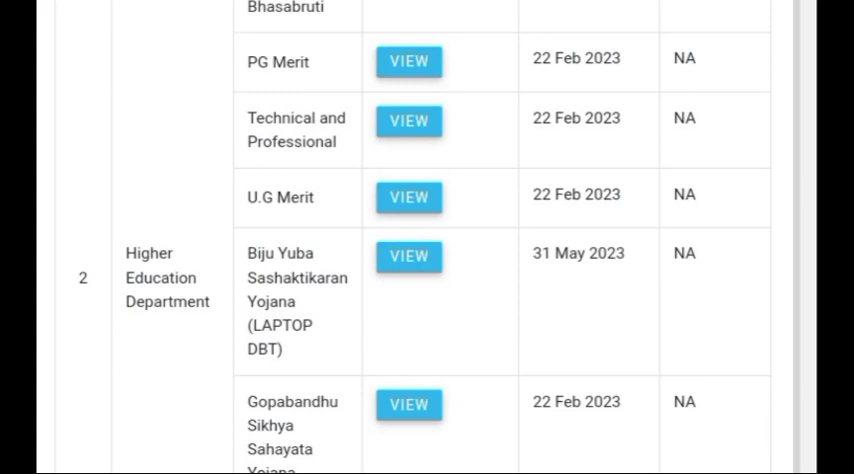 Bhasabruti
PG Merit
VIEW
22 Feb 2023
NA
Technical and
Professional
VIEW
22 Feb 2023
NA
U.G Merit
VIEW
22 Feb 2023
NA
2
Higher
Education
Department
Biju Yuba
Sashaktikaran
Yojana
(LAPTOP
DBT)
VIEW
31 May 2023
NA
Gopabandhu
Sikhya
Sahayata
Yojana
VIEW
22 Feb 2023
NA